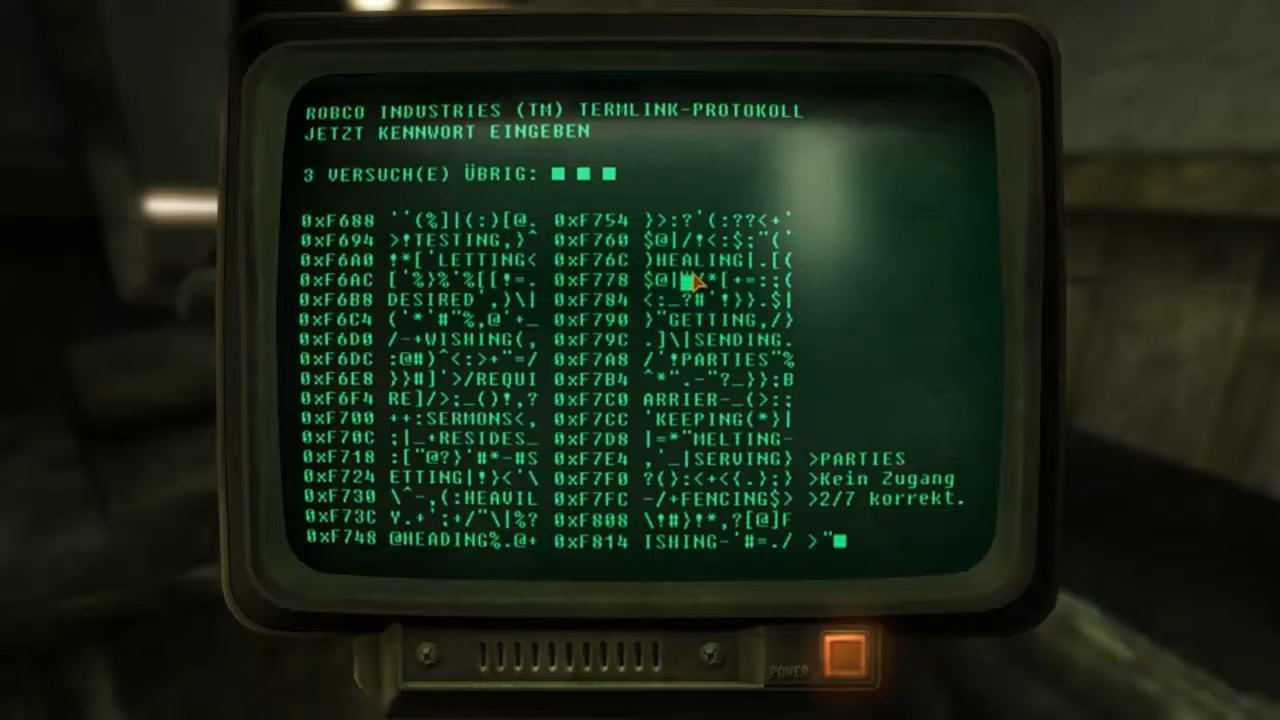 ROBCO INDUSTRIES (TM) TERMLINK-PROTOKOLL
JETZT KENNWORT EINGEBEN
3 VERSUCH(E) ÜBRIG: ■ ■ ■
0xF688 `'(%]|(:)[@. 0xF754 }>:?'(:??<+'
0xF694 >!TESTING,}^ 0xF760 $@|/!<:$;"('
0xF6A0 !*['LETTING< 0xF76C )HEALING|.[(
0xF6AC ['%}%'%[[!=. 0xF778 $@| *[+=:;(
0xF6B8 DESIRED',)\| 0xF784 <:_?#'!}}.$|
0xF6C4 ('*'#"%,@'+_ 0xF790 }"GETTING,/}
0xF6D0 /-+WISHING(, 0xF79C .]\|SENDING.
0xF6DC :@#)^<:>+"=/ 0xF7A8 /'!PARTIES"%
0xF6E8 }}#]'>/REQUI 0xF7B4 ^*".-"?_}}:B
0xF6F4 RE]/>;_()!,? 0xF7C0 ARRIER-_(>:;
0xF700 ++:SERMONS<, 0xF7CC 'KEEPING(*}|
0xF70C :|_+RESIDES_ 0xF7D8 |=*"MELTING-
0xF718 :["@?}'#*-#S 0xF7E4 ,'_|SERVING} >PARTIES
0xF724 ETTING|!}<'\ 0xF7F0 ?(}:<+<{.}:} >Kein Zugang
0xF730 \^-,(:HEAVIL 0xF7FC -/+FENCING$> >2/7 korrekt.
0xF73C Y.+';+/"\|%? 0xF808 \!#}!*,?[@]F
0xF748 @HEADING%.@+ 0xF814 ISHING-'#=./ >"■
POWER